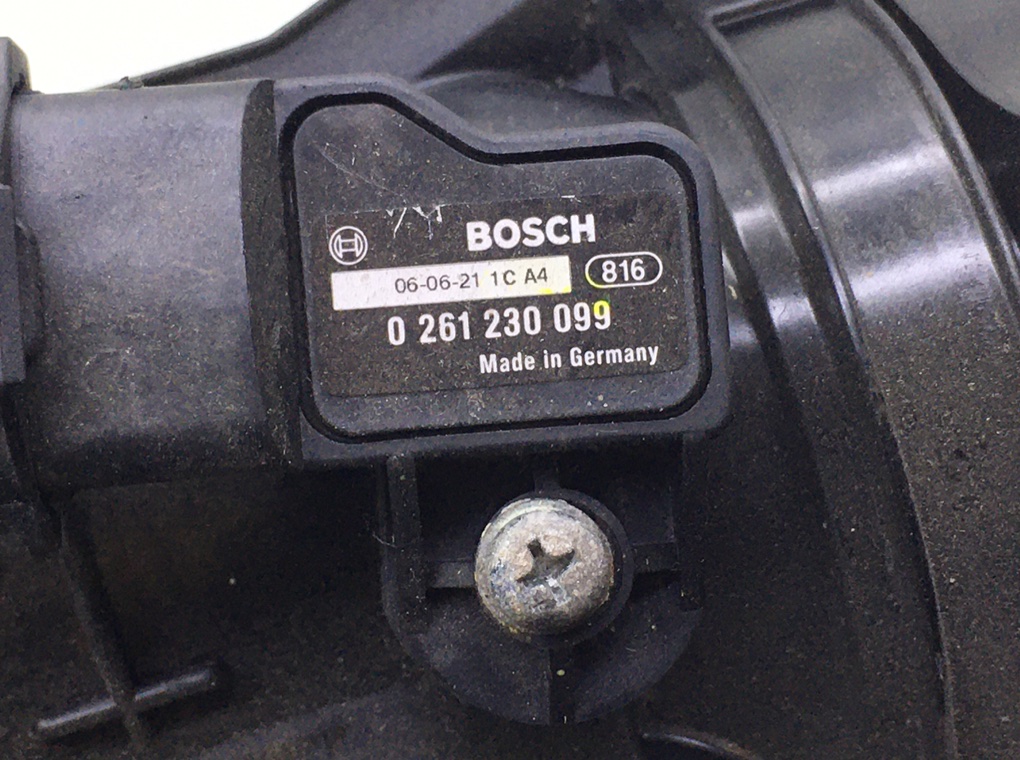 BOSCH
06-06-21 1C A4 816
0 261 230 099
Made in Germany